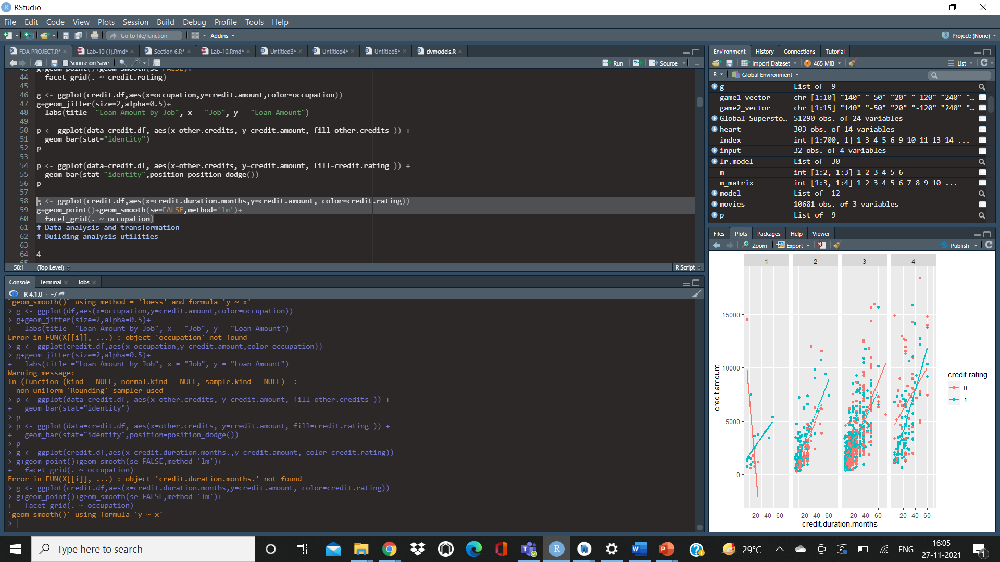 RStudio
File Edit Code View Plots Session Build Debug Profile Tools Help
Go to file/function Addins Project: (None)
FDA PROJECT.R* Lab-10 (1).Rmd* Section 6.R* Lab-10.Rmd* Untitled3* Untitled4* Untitled5* dvmodels.R
Source on Save Run Source
g+geom_point()+geom_smooth(se=FALSE)+
44 facet_grid(. ~ credit.rating)
45
46 g <- ggplot(credit.df,aes(x=occupation,y=credit.amount,color=occupation))
47 g+geom_jitter(size=2,alpha=0.5)+
48 labs(title ="Loan Amount by Job", x = "Job", y = "Loan Amount")
49
50 p <- ggplot(data=credit.df, aes(x=other.credits, y=credit.amount, fill=other.credits )) +
51 geom_bar(stat="identity")
52 p
53
54 p <- ggplot(data=credit.df, aes(x=other.credits, y=credit.amount, fill=credit.rating )) +
55 geom_bar(stat="identity",position=position_dodge())
56 p
57
58 g <- ggplot(credit.df,aes(x=credit.duration.months,y=credit.amount, color=credit.rating))
59 g+geom_point()+geom_smooth(se=FALSE,method='lm')+
60 facet_grid(. ~ occupation)
61 # Data analysis and transformation
62 # Building analysis utilities
63
64 4
58:1 (Top Level) R Script
Console Terminal Jobs
R 4.1.0 · ~/
`geom_smooth()` using method = 'loess' and formula 'y ~ x'
> g <- ggplot(df,aes(x=occupation,y=credit.amount,color=occupation))
> g+geom_jitter(size=2,alpha=0.5)+
+ labs(title ="Loan Amount by Job", x = "Job", y = "Loan Amount")
Error in FUN(X[[i]], ...) : object 'occupation' not found
> g <- ggplot(credit.df,aes(x=occupation,y=credit.amount,color=occupation))
> g+geom_jitter(size=2,alpha=0.5)+
+ labs(title ="Loan Amount by Job", x = "Job", y = "Loan Amount")
Warning message:
In (function (kind = NULL, normal.kind = NULL, sample.kind = NULL) :
non-uniform 'Rounding' sampler used
> p <- ggplot(data=credit.df, aes(x=other.credits, y=credit.amount, fill=other.credits )) +
+ geom_bar(stat="identity")
> p
> p <- ggplot(data=credit.df, aes(x=other.credits, y=credit.amount, fill=credit.rating )) +
+ geom_bar(stat="identity",position=position_dodge())
> p
> g <- ggplot(credit.df,aes(x=credit.duration.months.,y=credit.amount, color=credit.rating))
> g+geom_point()+geom_smooth(se=FALSE,method='lm')+
+ facet_grid(. ~ occupation)
Error in FUN(X[[i]], ...) : object 'credit.duration.months.' not found
> g <- ggplot(credit.df,aes(x=credit.duration.months,y=credit.amount, color=credit.rating))
> g+geom_point()+geom_smooth(se=FALSE,method='lm')+
+ facet_grid(. ~ occupation)
`geom_smooth()` using formula 'y ~ x'
>
Environment History Connections Tutorial
Import Dataset 465 MiB List
R Global Environment
g List of 9
game1_vector chr [1:10] "140" "-50" "20" "-120" "240" "...
game2_vector chr [1:15] "140" "-50" "20" "-120" "240" "...
Global_Supersto... 51290 obs. of 24 variables
heart 303 obs. of 14 variables
index int [1:700, 1] 1 3 4 5 6 9 10 11 13 14 ...
input 32 obs. of 4 variables
lr.model List of 30
m int [1:2, 1:3] 1 2 3 4 5 6
m_matrix int [1:3, 1:4] 1 2 3 4 5 6 7 8 9 10 ...
model List of 12
movies 10681 obs. of 3 variables
p List of 9
Files Plots Packages Help Viewer
Zoom Export Publish
1 2 3 4
15000
10000
5000
0
credit.amount
20 40 60 20 40 60 20 40 60 20 40 60
credit.duration.months
credit.rating
0
1
Type here to search
29°C ENG 16:05
27-11-2021
1